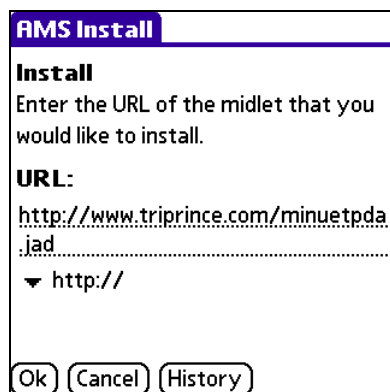 AMS Install
Install
Enter the URL of the midlet that you
would like to install.
URL:
http://www.triprince.com/minuetpda
.jad
http://
Ok Cancel History